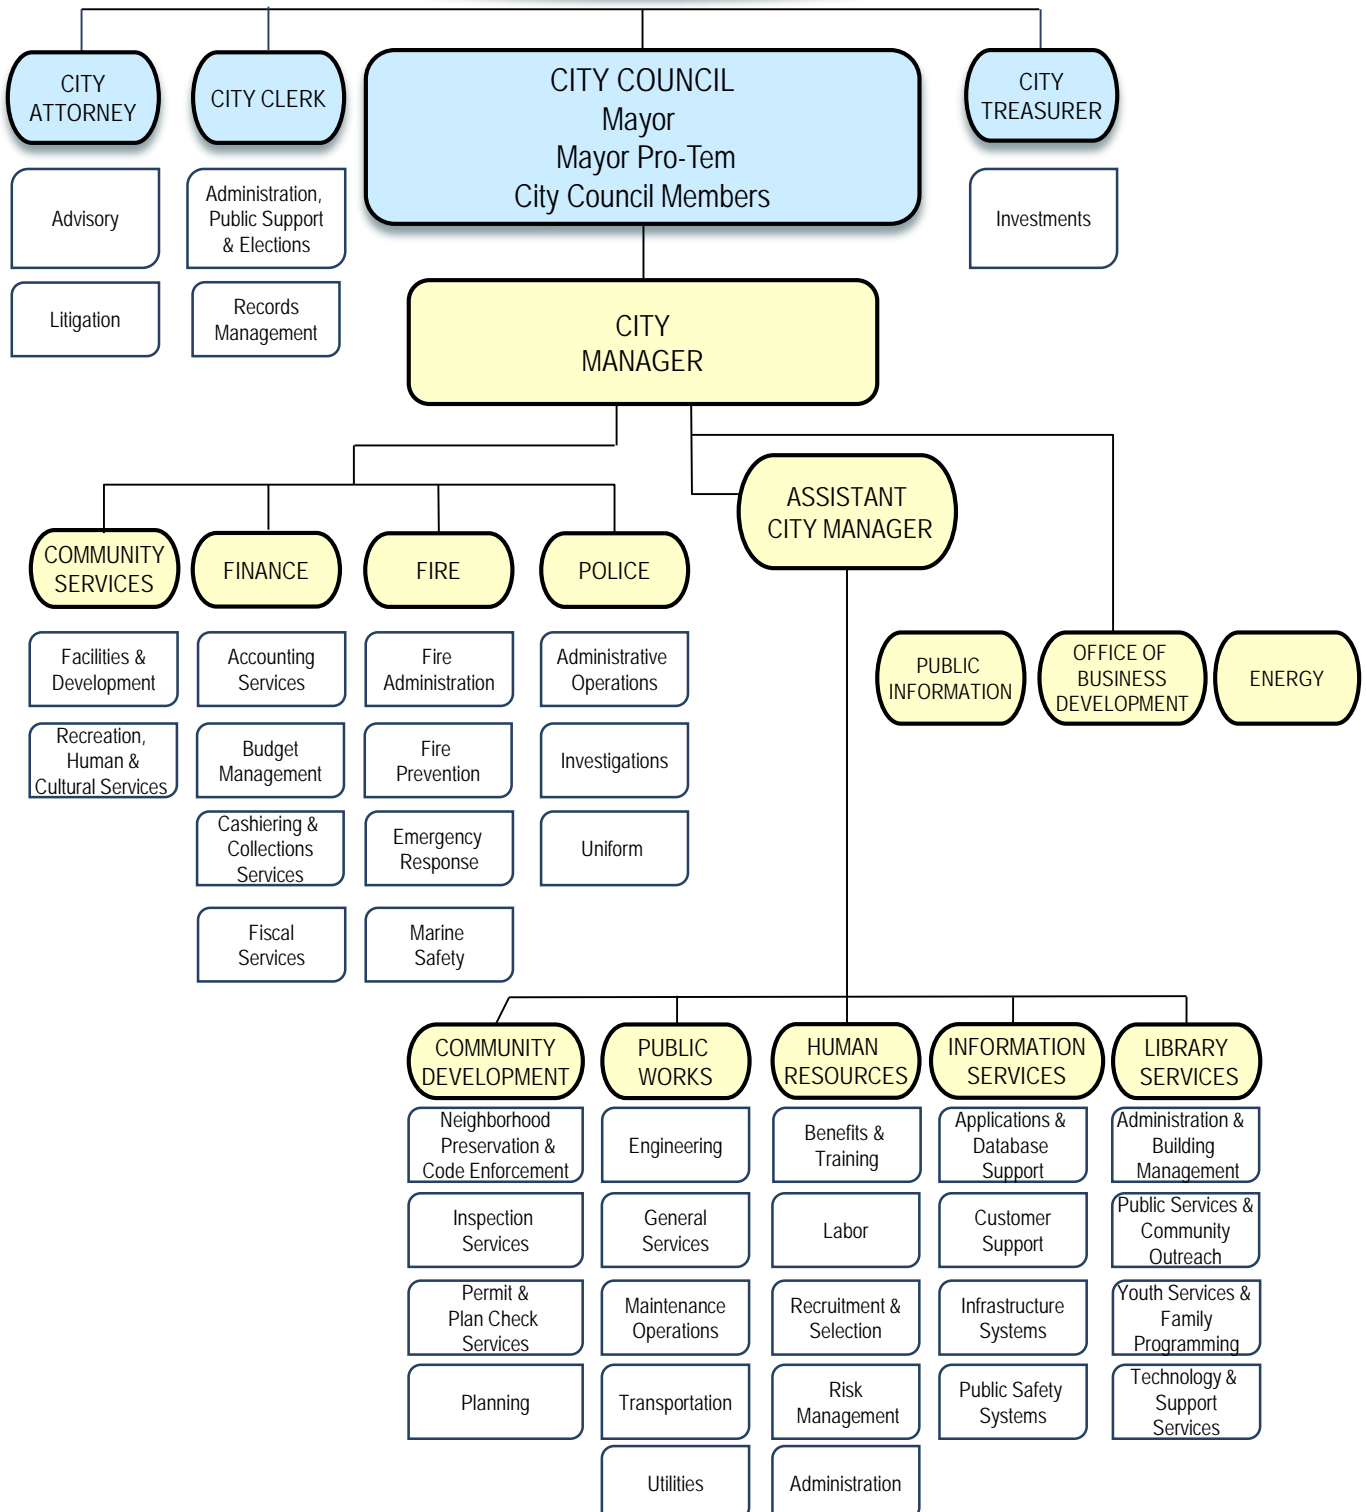 CITY
ATTORNEY
CITY CLERK
CITY COUNCIL
Mayor
Mayor Pro-Tem
City Council Members
CITY
TREASURER
Advisory
Litigation
Administration,
Public Support
& Elections
Records
Management
Investments
CITY
MANAGER
ASSISTANT
CITY MANAGER
COMMUNITY
SERVICES
FINANCE
FIRE
POLICE
Facilities &
Development
Recreation,
Human &
Cultural Services
Accounting
Services
Budget
Management
Cashiering &
Collections
Services
Fiscal
Services
Fire
Administration
Fire
Prevention
Emergency
Response
Marine
Safety
Administrative
Operations
Investigations
Uniform
PUBLIC
INFORMATION
OFFICE OF
BUSINESS
DEVELOPMENT
ENERGY
COMMUNITY
DEVELOPMENT
PUBLIC
WORKS
HUMAN
RESOURCES
INFORMATION
SERVICES
LIBRARY
SERVICES
Neighborhood
Preservation &
Code Enforcement
Inspection
Services
Permit &
Plan Check
Services
Planning
Engineering
General
Services
Maintenance
Operations
Transportation
Utilities
Benefits &
Training
Labor
Recruitment &
Selection
Risk
Management
Administration
Applications &
Database
Support
Customer
Support
Infrastructure
Systems
Public Safety
Systems
Administration &
Building
Management
Public Services &
Community
Outreach
Youth Services &
Family
Programming
Technology &
Support
Services